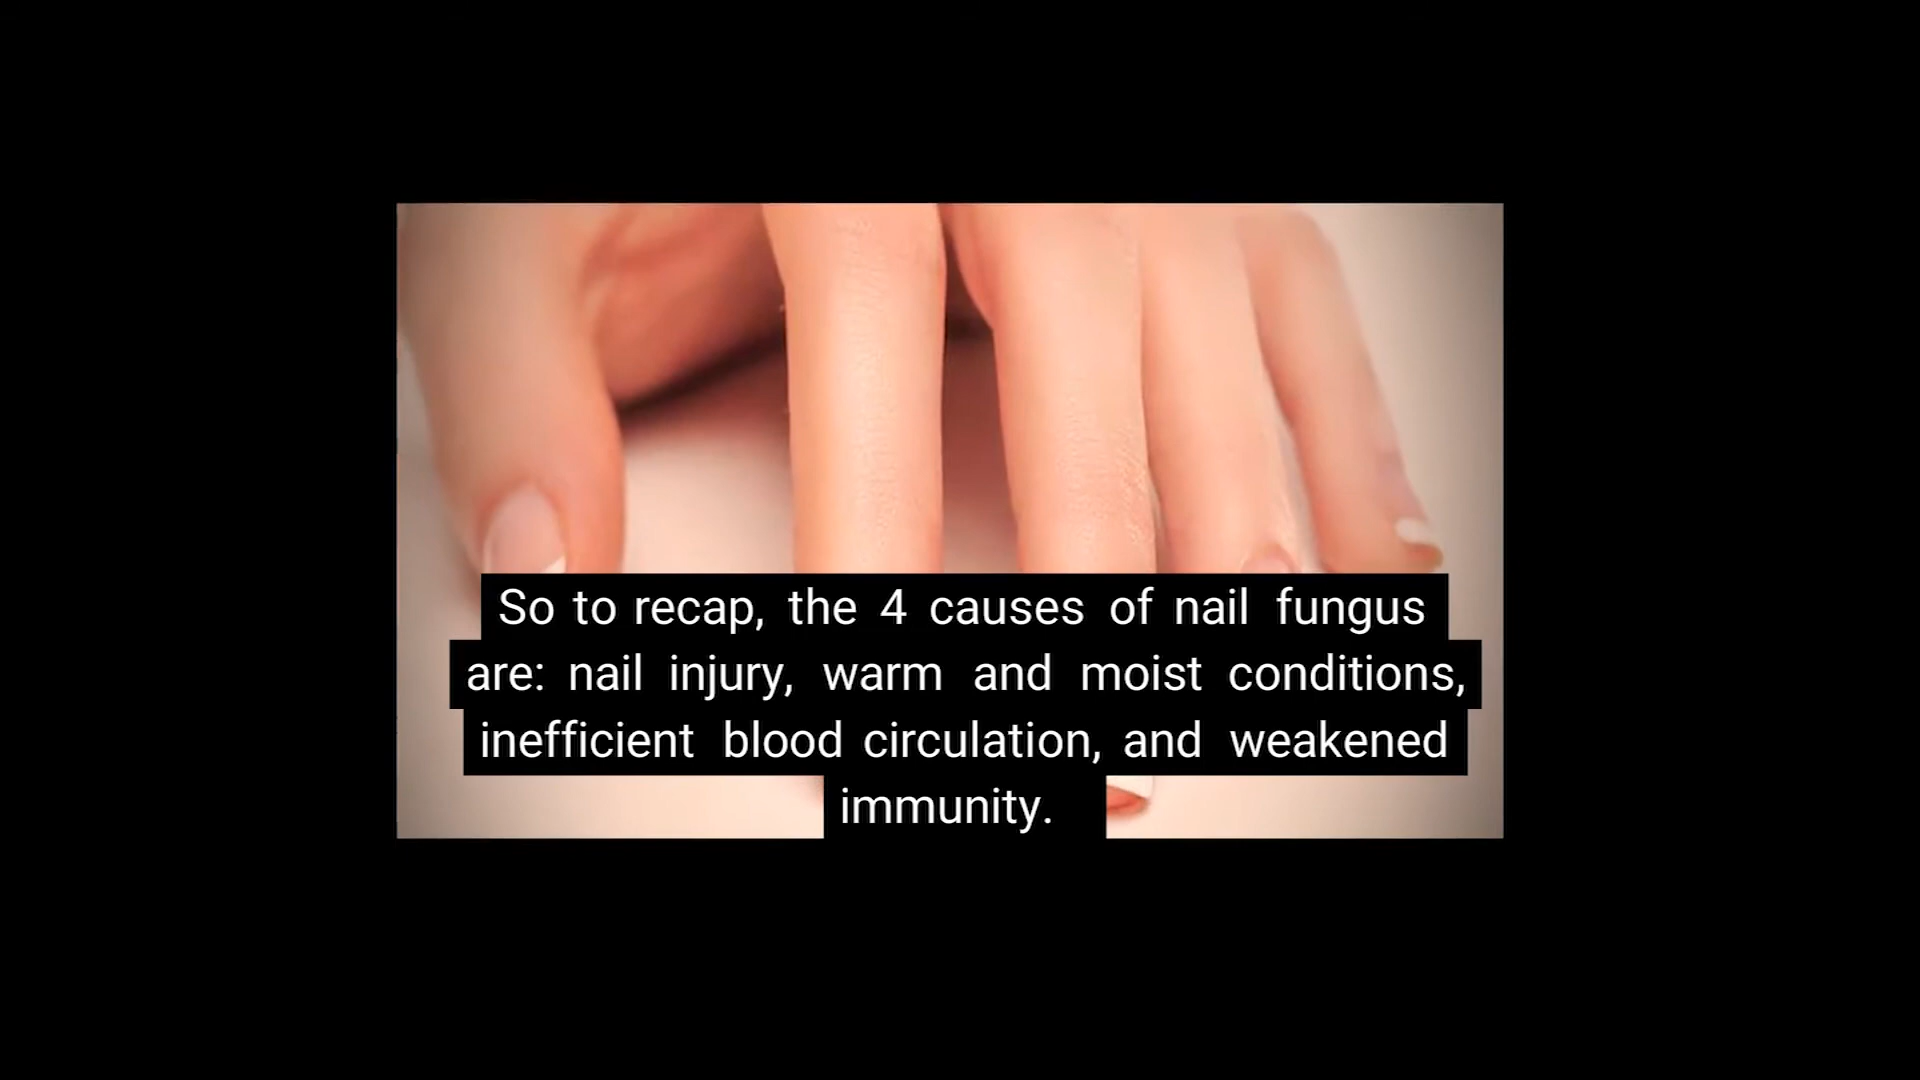 So to recap, the 4 causes of nail fungus
are: nail injury, warm and moist conditions,
inefficient blood circulation, and weakened
immunity.